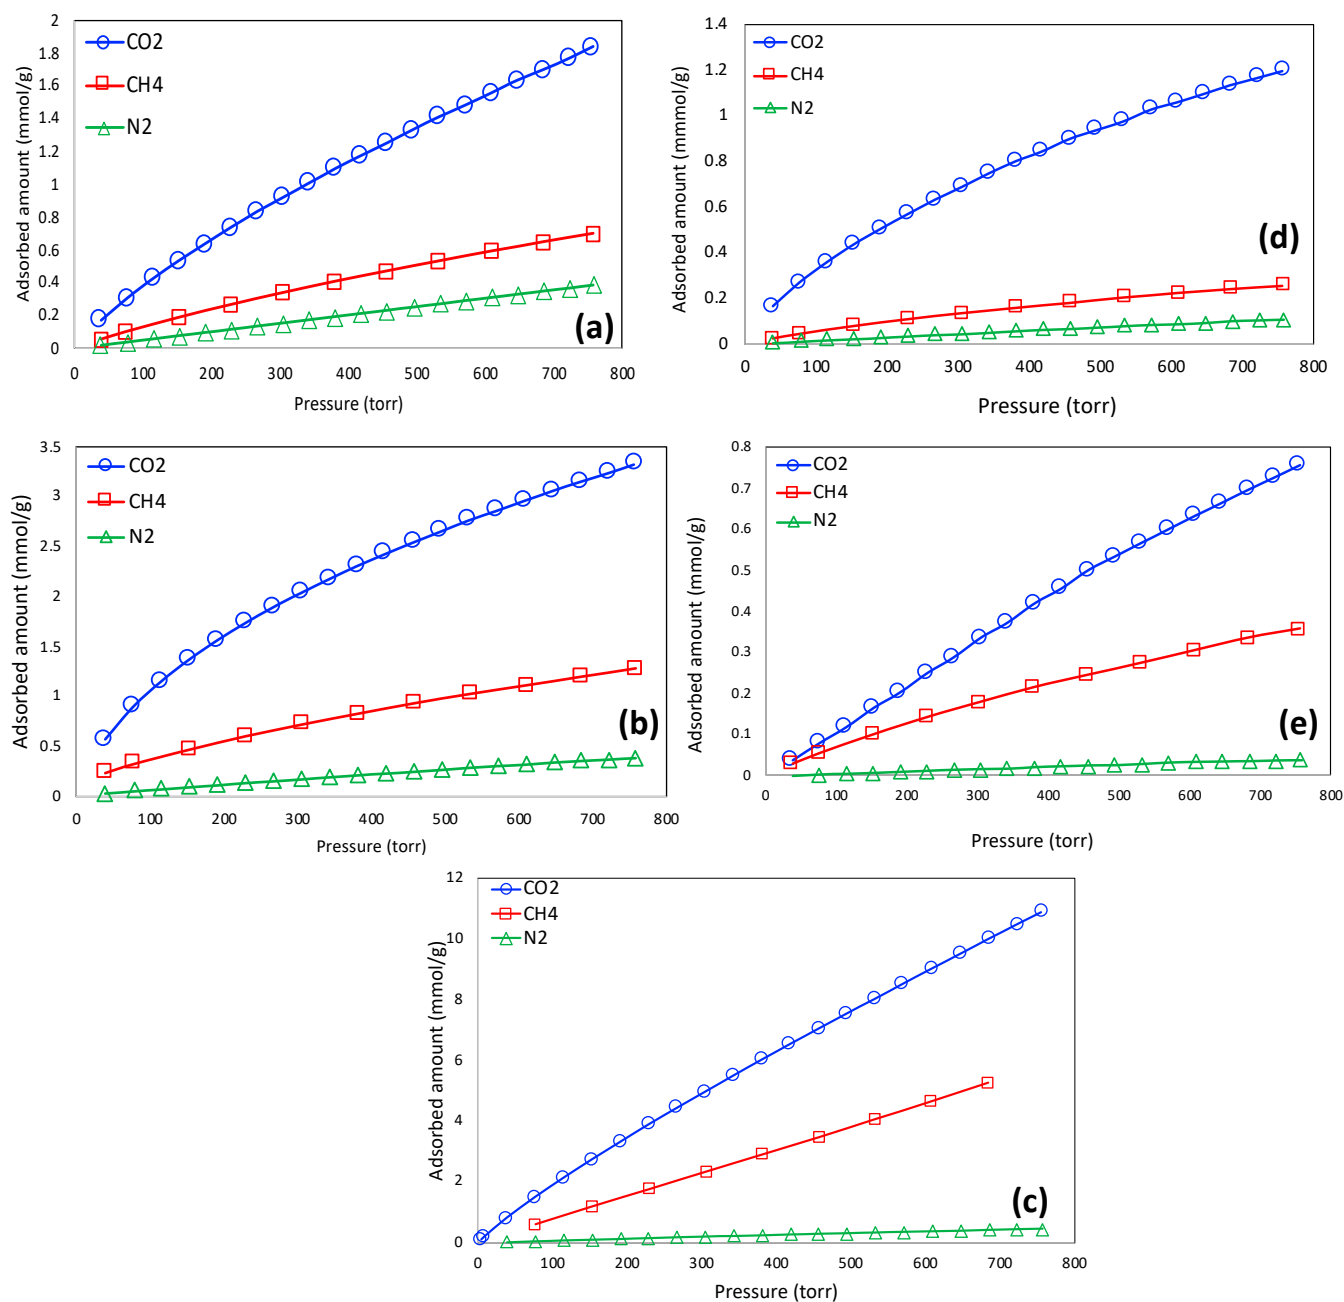 2
1.8
1.6
1.4
1.2
1
0.8
0.6
0.4
0.2
0
Adsorbed amount (mmol/g)
CO2
CH4
N2
(a)
0 100 200 300 400 500 600 700 800
Pressure (torr)
1.4
1.2
1
0.8
0.6
0.4
0.2
0
Adsorbed amount (mmmol/g)
CO2
CH4
N2
(d)
0 100 200 300 400 500 600 700 800
Pressure (torr)
3.5
3
2.5
2
1.5
1
0.5
0
Adsorbed amount (mmol/g)
CO2
CH4
N2
(b)
0 100 200 300 400 500 600 700 800
Pressure (torr)
0.8
0.7
0.6
0.5
0.4
0.3
0.2
0.1
0
Adsorbed amount (mmol/g)
CO2
CH4
N2
(e)
0 100 200 300 400 500 600 700 800
Pressure (torr)
12
10
8
6
4
2
0
Adsorbed amount (mmol/g)
CO2
CH4
N2
(c)
0 100 200 300 400 500 600 700 800
Pressure (torr)